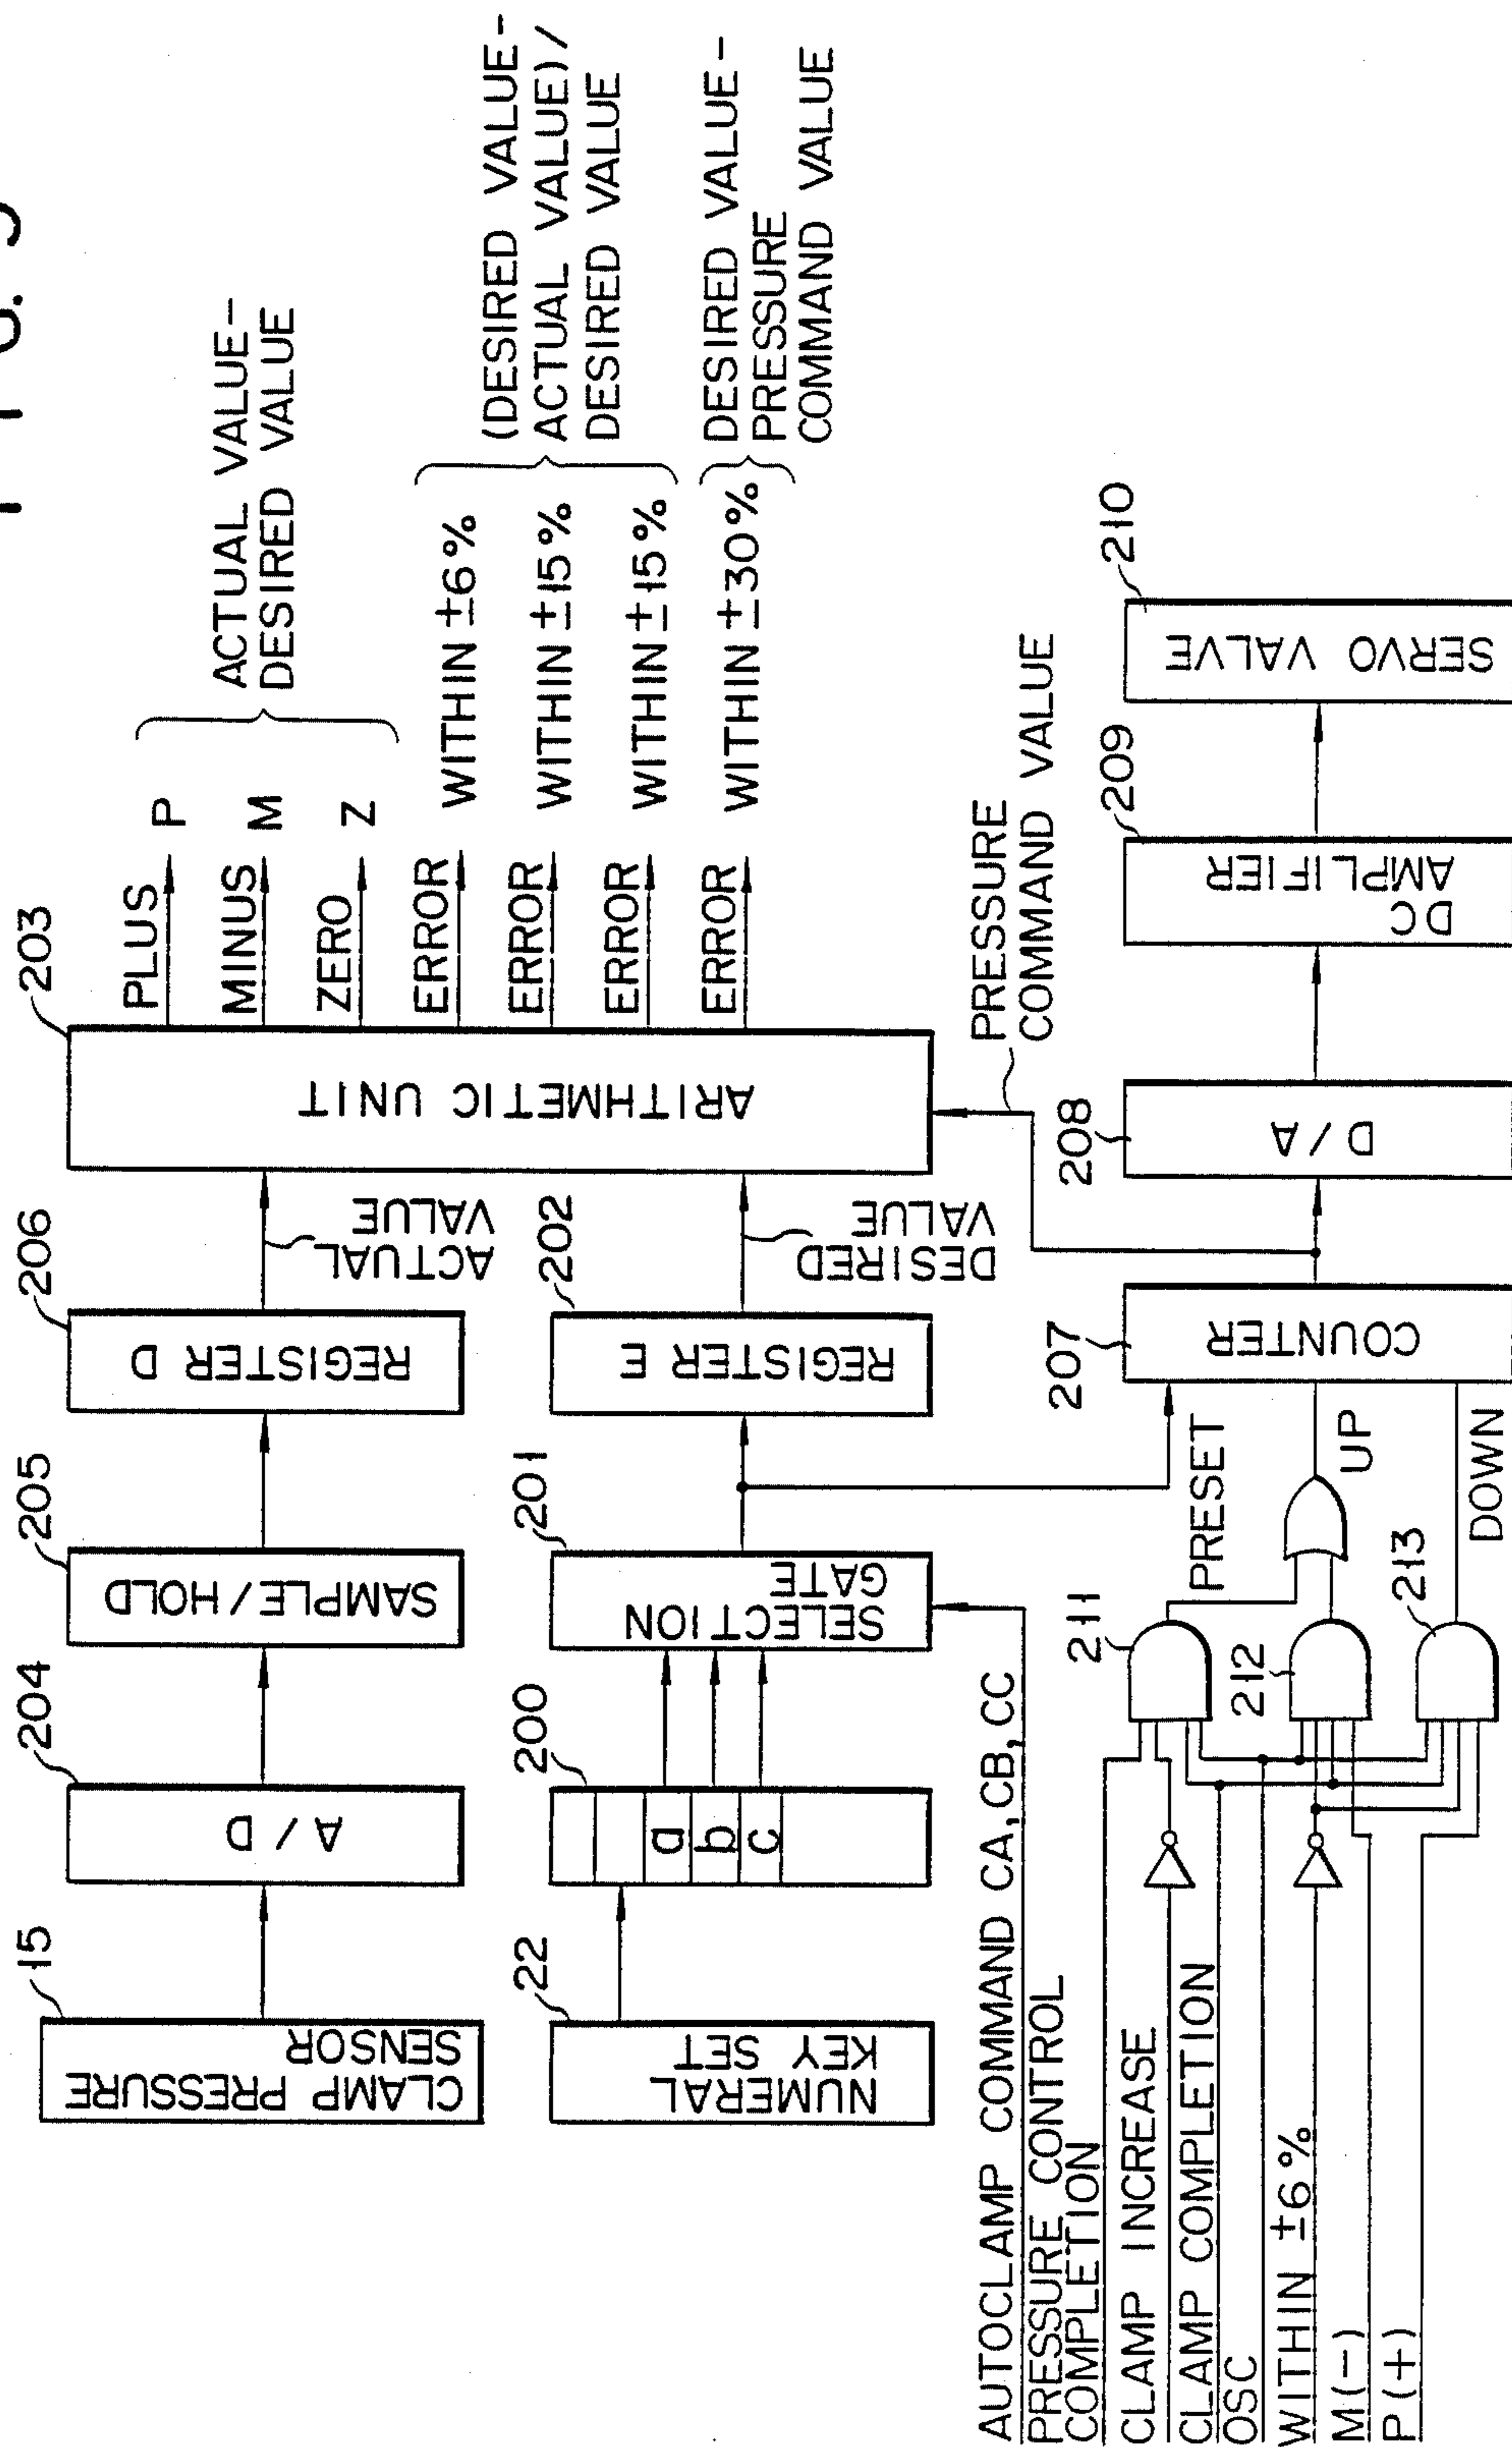 FIG. 9
15
CLAMP PRESSURE
SENSOR
204
A/D
205
SAMPLE/HOLD
206
REGISTER D
ACTUAL
VALUE
203
ARITHMETIC UNIT
PLUS P
MINUS M
ZERO Z
ACTUAL VALUE-
DESIRED VALUE
ERROR WITHIN ±6%
ERROR WITHIN ±15%
ERROR WITHIN ±15%
(DESIRED VALUE-
ACTUAL VALUE)/
DESIRED VALUE
ERROR WITHIN ±30%
DESIRED VALUE-
PRESSURE
COMMAND VALUE
22
NUMERAL
KEY SET
200
a
b
c
201
SELECTION
GATE
202
REGISTER E
DESIRED
VALUE
PRESSURE
COMMAND VALUE
AUTOCLAMP COMMAND CA, CB, CC
PRESSURE CONTROL
COMPLETION
CLAMP INCREASE
CLAMP COMPLETION
OSC
WITHIN ±6%
M(-)
P(+)
211
212
213
PRESET
UP
DOWN
207
COUNTER
208
D/A
209
DC
AMPLIFIER
210
SERVO VALVE